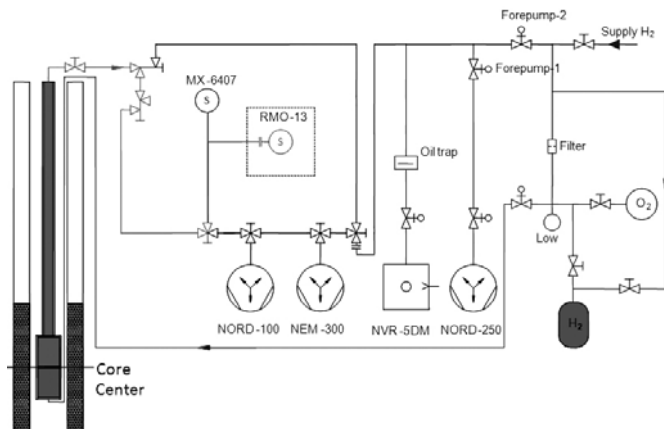 Forepump-2
Supply H₂
MX-6407
S
Forepump-1
RMO-13
S
Oil trap
Filter
O₂
Low
H₂
NORD-100
NEM-300
NVR-5DM
NORD-250
Core
Center